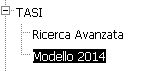 TASI
Ricerca Avanzata
Modello 2014